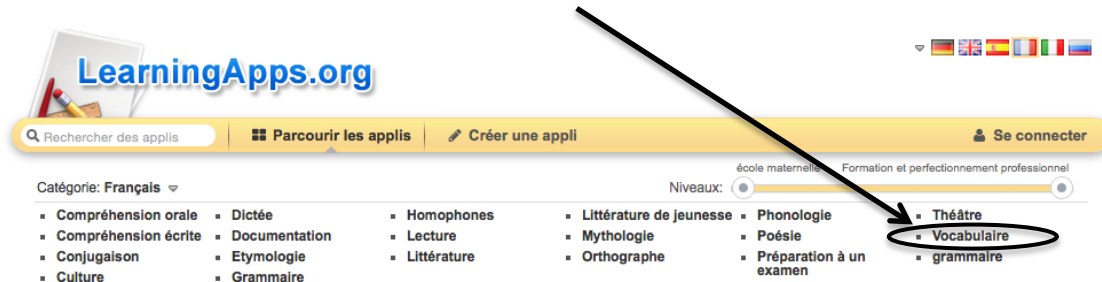 LearningApps.org
Rechercher des applis
Parcourir les applis
Créer une appli
Se connecter
école maternelle
Formation et perfectionnement professionnel
Catégorie: Français
Niveaux:
Compréhension orale
Compréhension écrite
Conjugaison
Culture
Dictée
Documentation
Etymologie
Grammaire
Homophones
Lecture
Littérature
Littérature de jeunesse
Mythologie
Orthographe
Phonologie
Poésie
Préparation à un
examen
Théâtre
Vocabulaire
grammaire